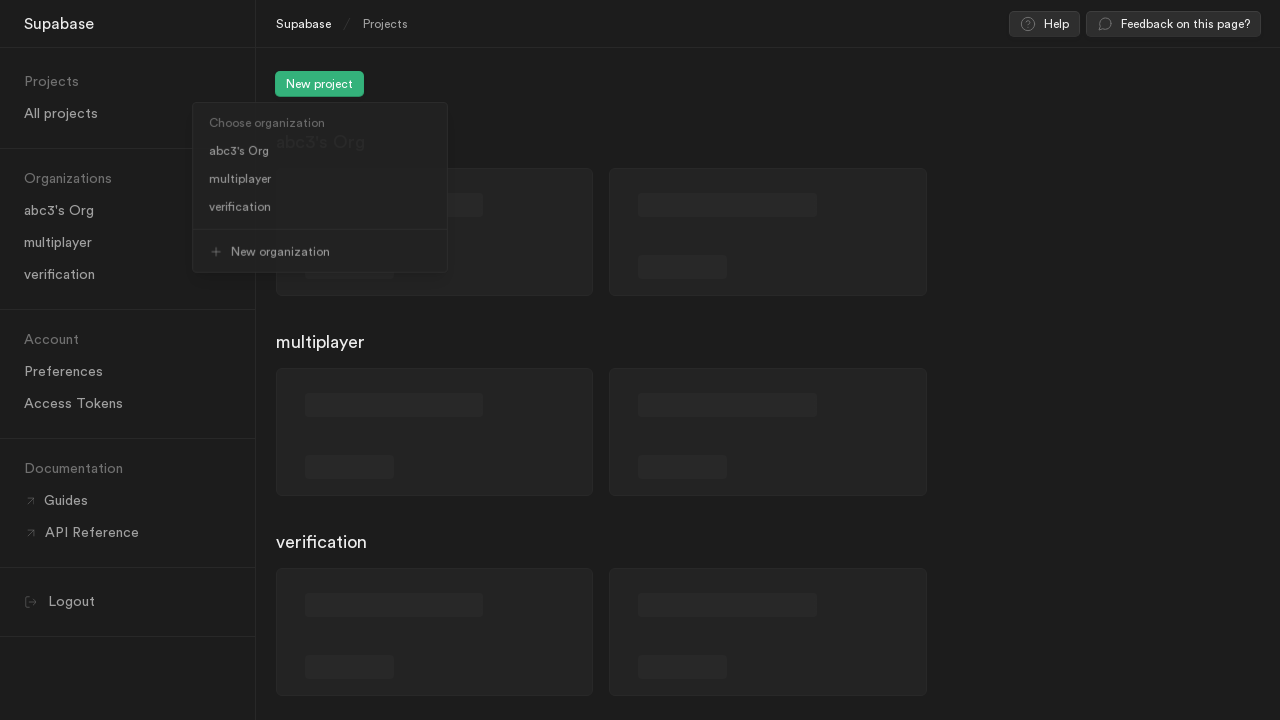 Supabase
Projects
All projects
Organizations
abc3's Org
multiplayer
verification
Account
Preferences
Access Tokens
Documentation
Guides
API Reference
Logout
Supabase / Projects
Help
Feedback on this page?
New project
Choose organization
abc3's Org
abc3's Org
multiplayer
verification
New organization
multiplayer
verification